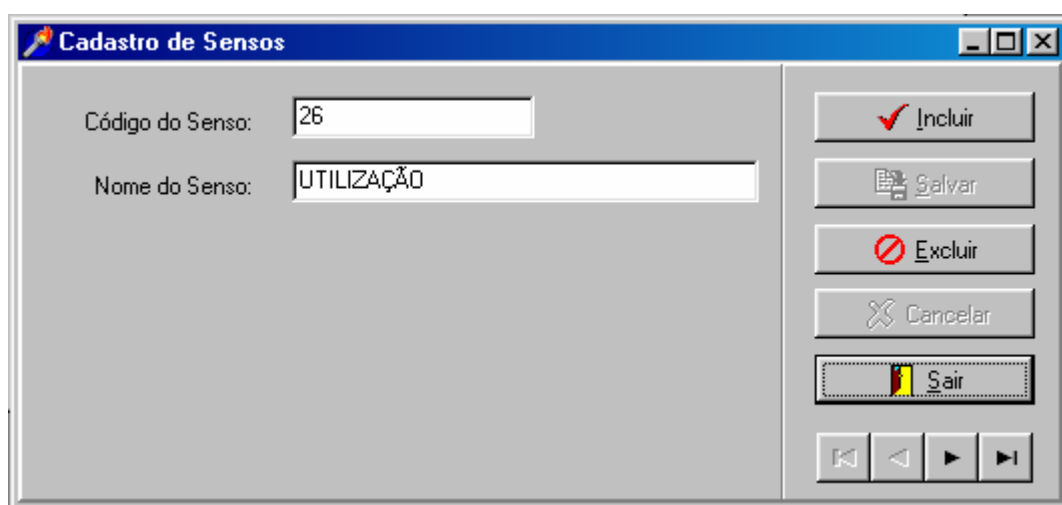 Cadastro de Sensos
Código do Senso: 26
Nome do Senso: UTILIZAÇÃO
Incluir
Salvar
Excluir
Cancelar
Sair